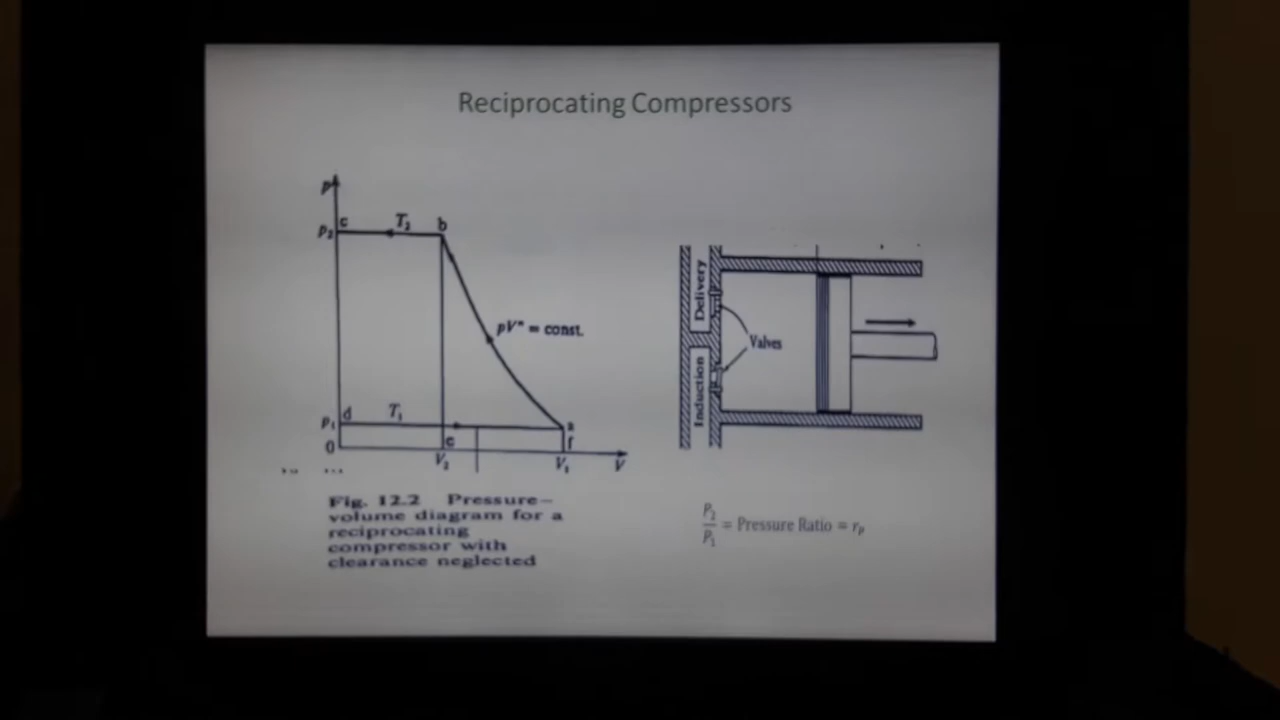 Reciprocating Compressors
p
p₂ c T₂ b
pVⁿ = const.
p₁ d T₁ a
0 e f
V₂ V₁ V
Delivery
Valves
Induction
Fig. 12.2 Pressure–
volume diagram for a
reciprocating
compressor with
clearance neglected
P₂/P₁ = Pressure Ratio = rₚ